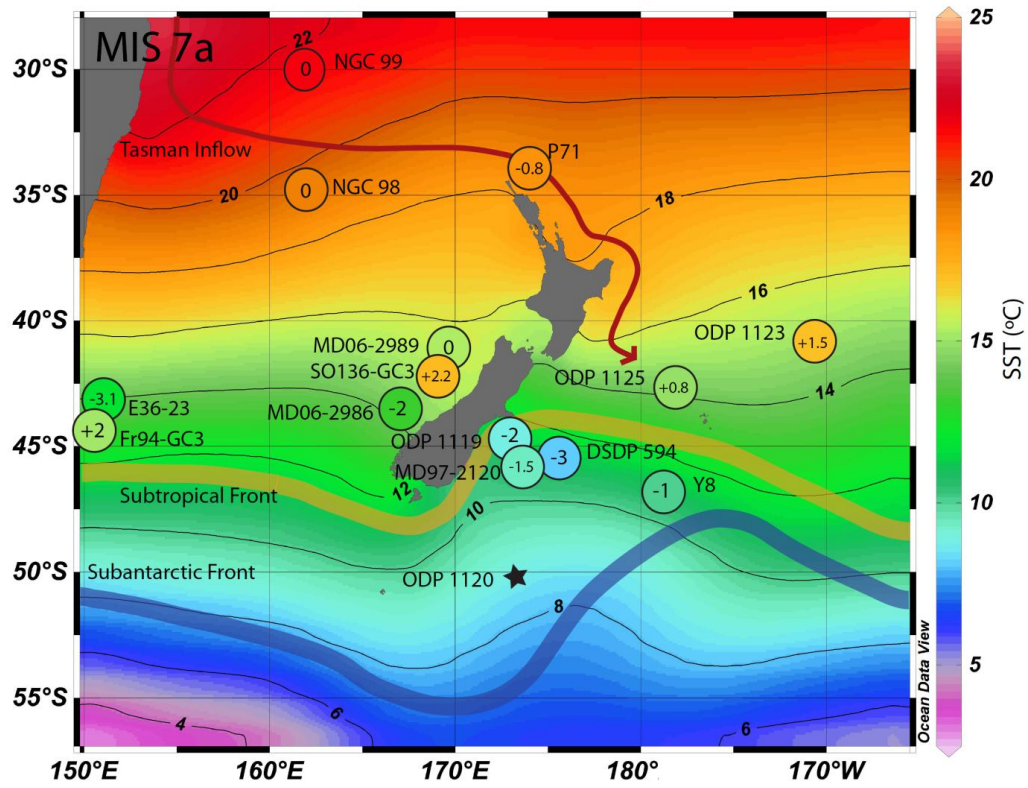 MIS 7a
25
22
NGC 99
0
30°S
Tasman Inflow
P71
-0.8
20
0
NGC 98
20
35°S
18
40°S
16
MD06-2989
0
ODP 1123
+1.5
15
SST (ºC)
SO136-GC3
+2.2
ODP 1125
+0.8
14
-3.1
E36-23
MD06-2986
-2
+2
Fr94-GC3
45°S
ODP 1119
-2
DSDP 594
-3
MD97-2120
-1.5
Subtropical Front
12
10
-1
Y8
10
50°S
Subantarctic Front
ODP 1120
8
55°S
4
6
6
5
Ocean Data View
150°E
160°E
170°E
180°
170°W